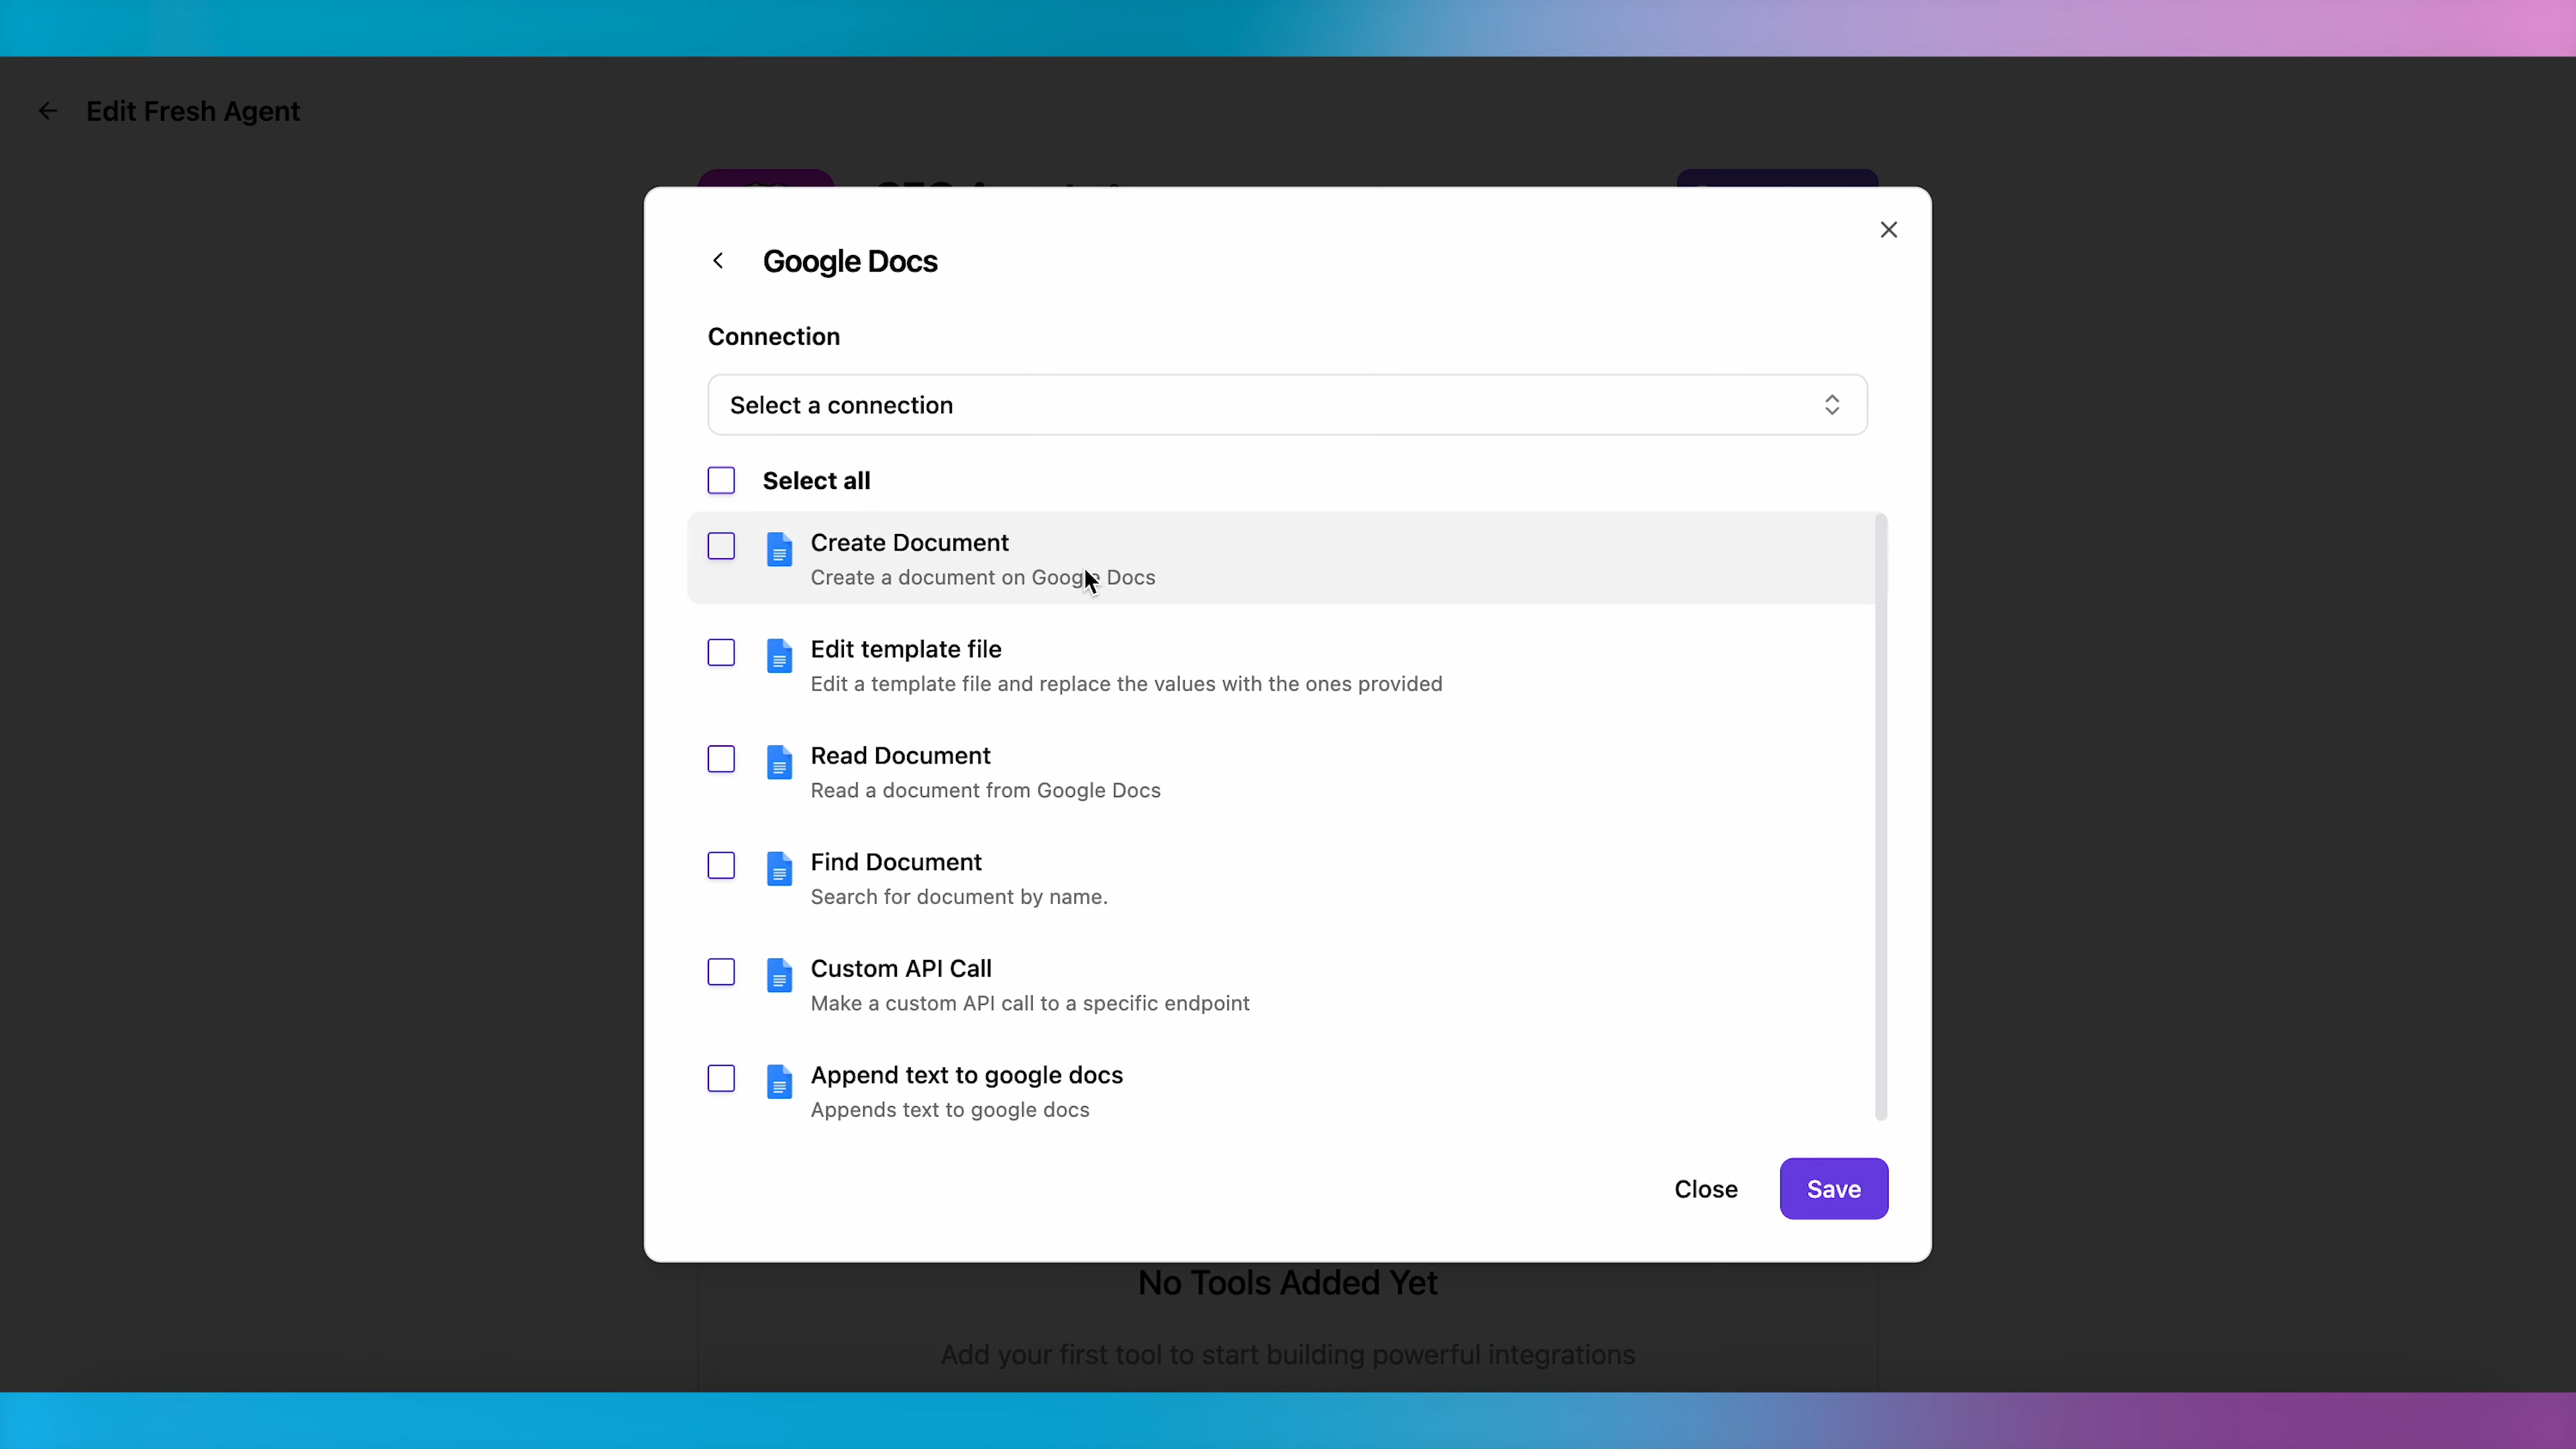 Edit Fresh Agent
Google Docs
Connection
Select a connection
Select all
Create Document
Create a document on Google Docs
Edit template file
Edit a template file and replace the values with the ones provided
Read Document
Read a document from Google Docs
Find Document
Search for document by name.
Custom API Call
Make a custom API call to a specific endpoint
Append text to google docs
Appends text to google docs
Close
Save
No Tools Added Yet
Add your first tool to start building powerful integrations